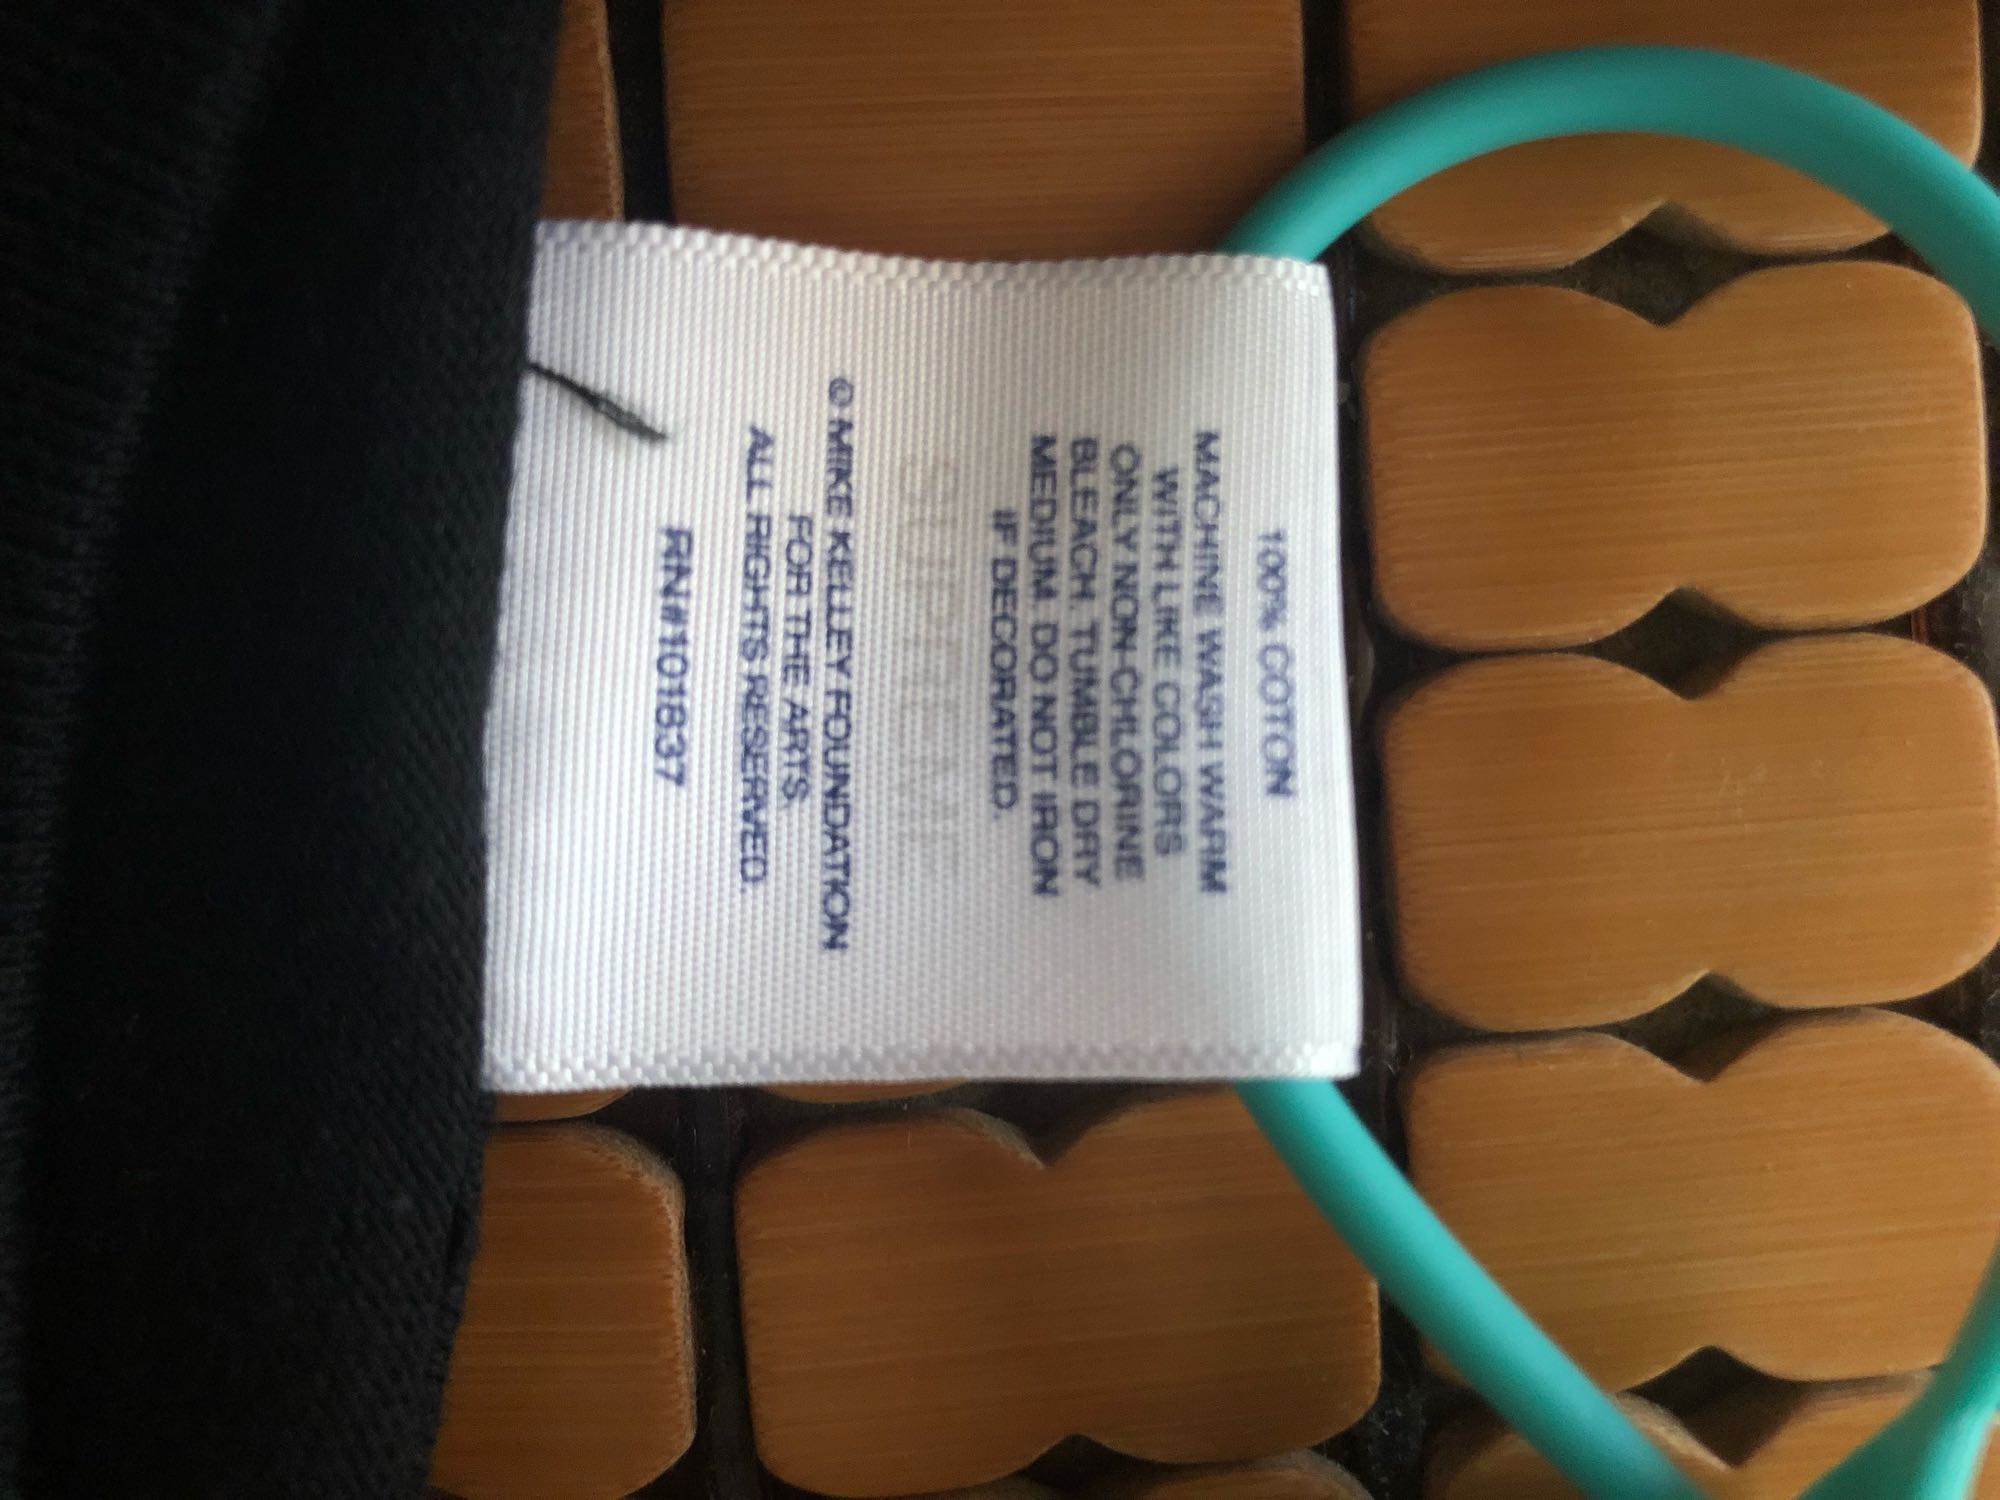 100% COTON
MACHINE WASH WARM
WITH LIKE COLORS
ONLY NON-CHLORINE
BLEACH. TUMBLE DRY
MEDIUM. DO NOT IRON
IF DECORATED.
© MIKE KELLEY FOUNDATION
FOR THE ARTS.
ALL RIGHTS RESERVED.
RN#101837